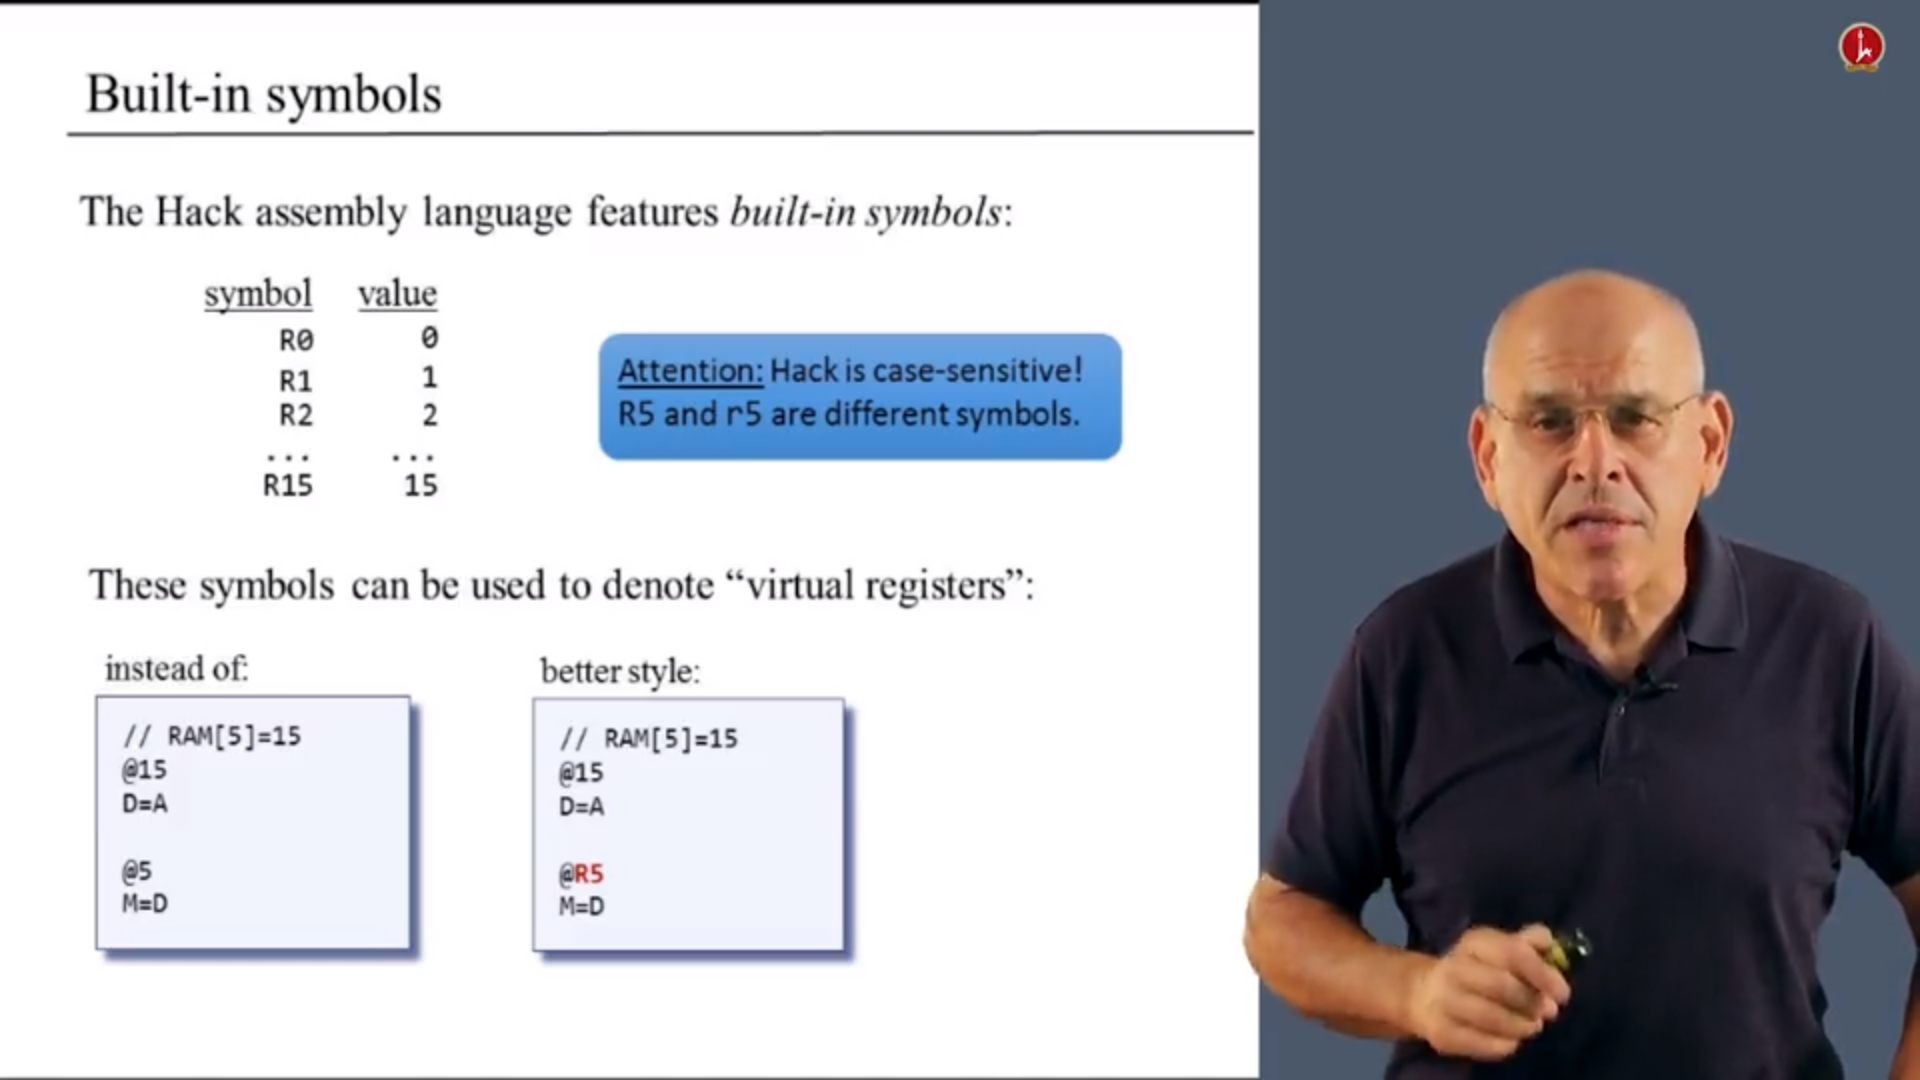 Built-in symbols
The Hack assembly language features built-in symbols:
symbol value
R0 0
R1 1
R2 2
... ...
R15 15
Attention: Hack is case-sensitive!
R5 and r5 are different symbols.
These symbols can be used to denote “virtual registers”:
instead of:
// RAM[5]=15
@15
D=A
@5
M=D
better style:
// RAM[5]=15
@15
D=A
@R5
M=D